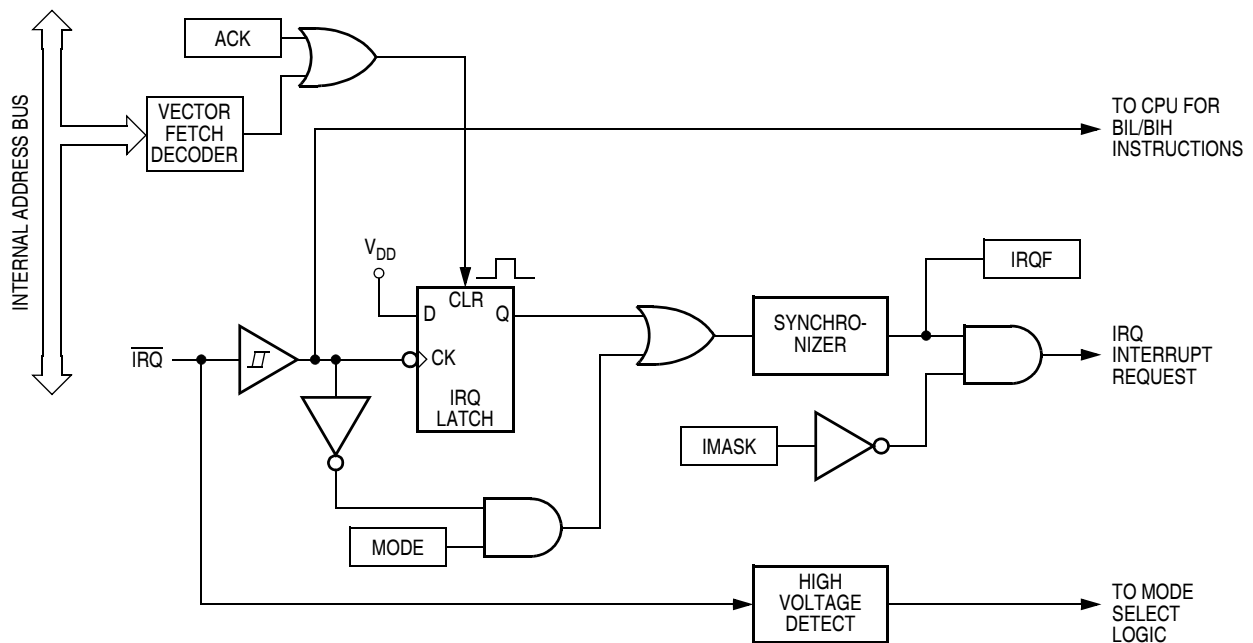 INTERNAL ADDRESS BUS
ACK
VECTOR
FETCH
DECODER
TO CPU FOR
BIL/BIH
INSTRUCTIONS
VDD
CLR
D
Q
CK
IRQ
LATCH
IRQ
SYNCHRO-
NIZER
IRQF
IRQ
INTERRUPT
REQUEST
IMASK
MODE
HIGH
VOLTAGE
DETECT
TO MODE
SELECT
LOGIC